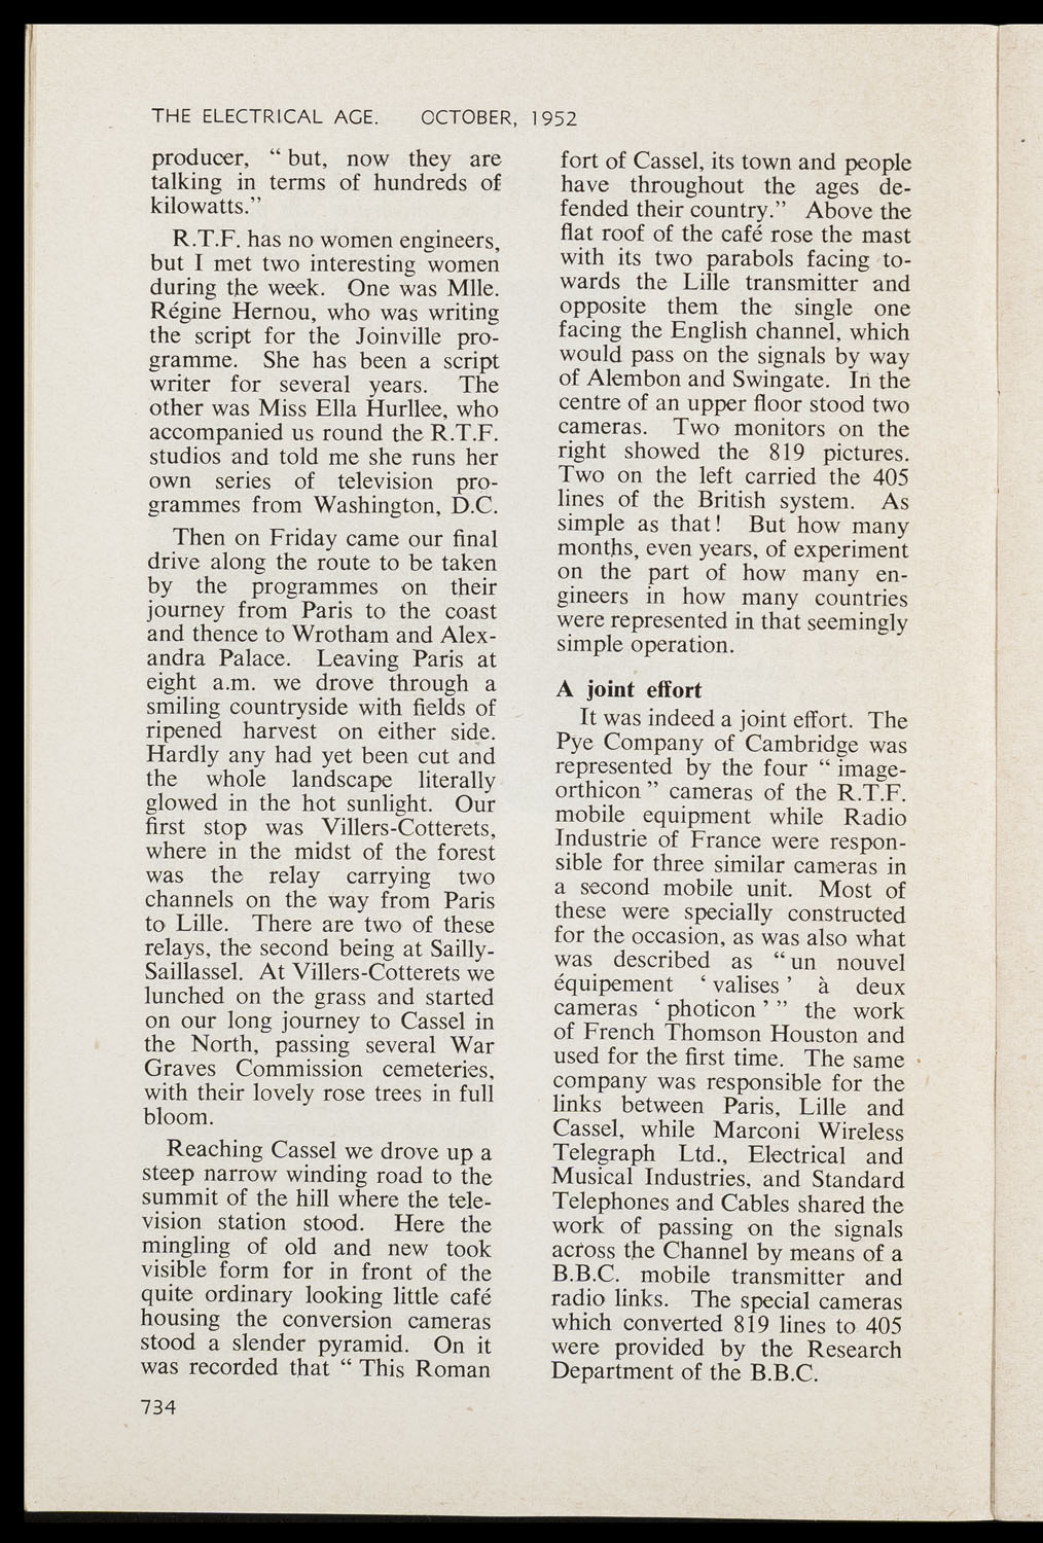 THE ELECTRICAL AGE. OCTOBER, 1952
producer, “ but, now they are
talking in terms of hundreds of
kilowatts.”
R.T.F. has no women engineers,
but I met two interesting women
during the week. One was Mlle.
Régine Hernou, who was writing
the script for the Joinville pro-
gramme. She has been a script
writer for several years. The
other was Miss Ella Hurllee, who
accompanied us round the R.T.F.
studios and told me she runs her
own series of television pro-
grammes from Washington, D.C.
Then on Friday came our final
drive along the route to be taken
by the programmes on their
journey from Paris to the coast
and thence to Wrotham and Alex-
andra Palace. Leaving Paris at
eight a.m. we drove through a
smiling countryside with fields of
ripened harvest on either side.
Hardly any had yet been cut and
the whole landscape literally
glowed in the hot sunlight. Our
first stop was Villers-Cotterets,
where in the midst of the forest
was the relay carrying two
channels on the way from Paris
to Lille. There are two of these
relays, the second being at Sailly-
Saillassel. At Villers-Cotterets we
lunched on the grass and started
on our long journey to Cassel in
the North, passing several War
Graves Commission cemeteries,
with their lovely rose trees in full
bloom.
Reaching Cassel we drove up a
steep narrow winding road to the
summit of the hill where the tele-
vision station stood. Here the
mingling of old and new took
visible form for in front of the
quite ordinary looking little café
housing the conversion cameras
stood a slender pyramid. On it
was recorded that “ This Roman
fort of Cassel, its town and people
have throughout the ages de-
fended their country.” Above the
flat roof of the café rose the mast
with its two parabols facing to-
wards the Lille transmitter and
opposite them the single one
facing the English channel, which
would pass on the signals by way
of Alembon and Swingate. In the
centre of an upper floor stood two
cameras. Two monitors on the
right showed the 819 pictures.
Two on the left carried the 405
lines of the British system. As
simple as that! But how many
months, even years, of experiment
on the part of how many en-
gineers in how many countries
were represented in that seemingly
simple operation.
A joint effort
It was indeed a joint effort. The
Pye Company of Cambridge was
represented by the four “ image-
orthicon ” cameras of the R.T.F.
mobile equipment while Radio
Industrie of France were respon-
sible for three similar cameras in
a second mobile unit. Most of
these were specially constructed
for the occasion, as was also what
was described as “ un nouvel
équipement ‘ valises ’ à deux
cameras ‘ photicon ’ ” the work
of French Thomson Houston and
used for the first time. The same
company was responsible for the
links between Paris, Lille and
Cassel, while Marconi Wireless
Telegraph Ltd., Electrical and
Musical Industries, and Standard
Telephones and Cables shared the
work of passing on the signals
across the Channel by means of a
B.B.C. mobile transmitter and
radio links. The special cameras
which converted 819 lines to 405
were provided by the Research
Department of the B.B.C.
734